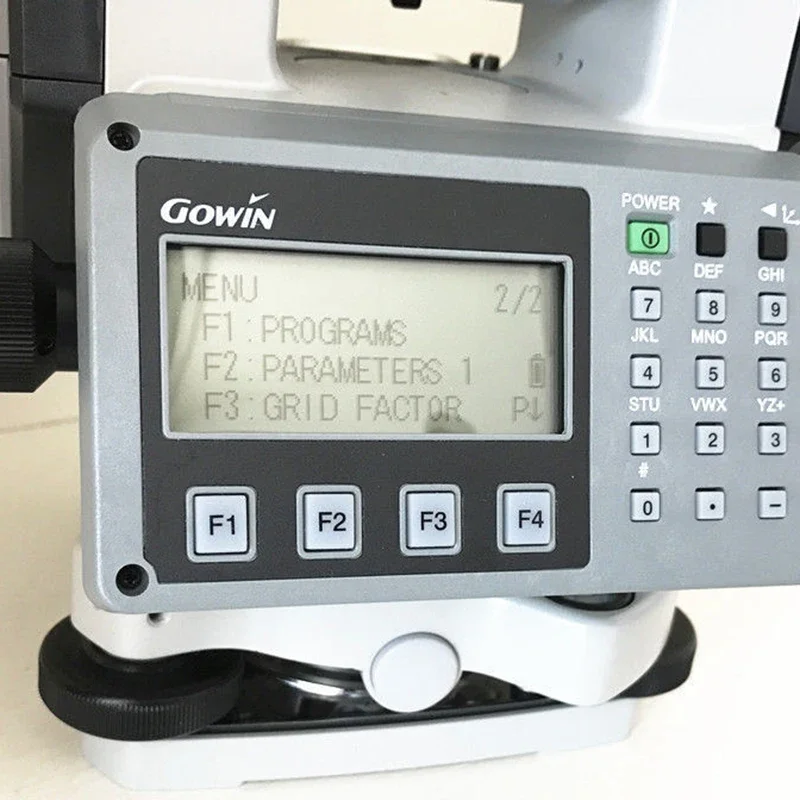 GOWIN
MENU 2/2
F1:PROGRAMS
F2:PARAMETERS 1
F3:GRID FACTOR P↓
F1 F2 F3 F4
POWER ★ ◀
ABC DEF GHI
7 8 9
JKL MNO PQR
4 5 6
STU VWX YZ+
1 2 3
#
0 . −